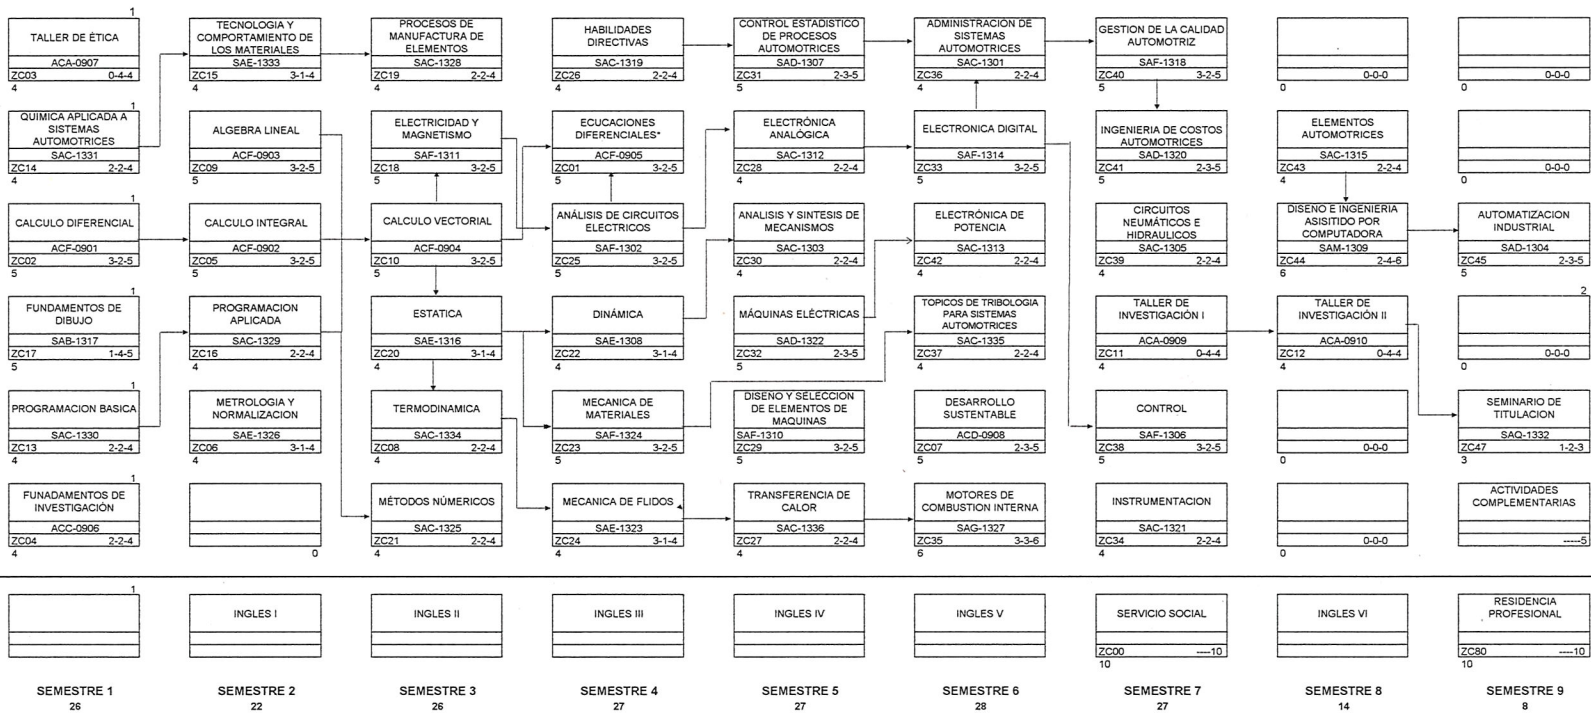 1
TALLER DE ÉTICA
ACA-0907
ZC03 0-4-4
4
TECNOLOGIA Y
COMPORTAMIENTO DE
LOS MATERIALES
SAE-1333
ZC15 3-1-4
4
PROCESOS DE
MANUFACTURA DE
ELEMENTOS
SAC-1328
ZC19 2-2-4
4
HABILIDADES
DIRECTIVAS
SAC-1319
ZC26 2-2-4
4
CONTROL ESTADISTICO
DE PROCESOS
AUTOMOTRICES
SAD-1307
ZC31 2-3-5
5
ADMINISTRACION DE
SISTEMAS
AUTOMOTRICES
SAC-1301
ZC36 2-2-4
4
GESTION DE LA CALIDAD
AUTOMOTRIZ
SAF-1318
ZC40 3-2-5
5
0-0-0
0
0-0-0
0
1
QUIMICA APLICADA A
SISTEMAS
AUTOMOTRICES
SAC-1331
ZC14 2-2-4
4
ALGEBRA LINEAL
ACF-0903
ZC09 3-2-5
5
ELECTRICIDAD Y
MAGNETISMO
SAF-1311
ZC18 3-2-5
5
ECUCACIONES
DIFERENCIALES*
ACF-0905
ZC01 3-2-5
5
ELECTRÓNICA
ANALÓGICA
SAC-1312
ZC28 2-2-4
4
ELECTRONICA DIGITAL
SAF-1314
ZC33 3-2-5
5
INGENIERIA DE COSTOS
AUTOMOTRICES
SAD-1320
ZC41 2-3-5
5
ELEMENTOS
AUTOMOTRICES
SAC-1315
ZC43 2-2-4
4
0-0-0
0
1
CALCULO DIFERENCIAL
ACF-0901
ZC02 3-2-5
5
CALCULO INTEGRAL
ACF-0902
ZC05 3-2-5
5
CALCULO VECTORIAL
ACF-0904
ZC10 3-2-5
5
ANÁLISIS DE CIRCUITOS
ELECTRICOS
SAF-1302
ZC25 3-2-5
5
ANALISIS Y SINTESIS DE
MECANISMOS
SAC-1303
ZC30 2-2-4
4
ELECTRÓNICA DE
POTENCIA
SAC-1313
ZC42 2-2-4
4
CIRCUITOS
NEUMÁTICOS E
HIDRAULICOS
SAC-1305
ZC39 2-2-4
4
DISENO E INGENIERIA
ASISITIDO POR
COMPUTADORA
SAM-1309
ZC44 2-4-6
6
AUTOMATIZACION
INDUSTRIAL
SAD-1304
ZC45 2-3-5
5
1
FUNDAMENTOS DE
DIBUJO
SAB-1317
ZC17 1-4-5
5
PROGRAMACION
APLICADA
SAC-1329
ZC16 2-2-4
4
ESTATICA
SAE-1316
ZC20 3-1-4
4
DINÁMICA
SAE-1308
ZC22 3-1-4
4
MÁQUINAS ELÉCTRICAS
SAD-1322
ZC32 2-3-5
5
TOPICOS DE TRIBOLOGIA
PARA SISTEMAS
AUTOMOTRICES
SAC-1335
ZC37 2-2-4
4
TALLER DE
INVESTIGACIÓN I
ACA-0909
ZC11 0-4-4
4
TALLER DE
INVESTIGACIÓN II
ACA-0910
ZC12 0-4-4
4
2
0-0-0
0
1
PROGRAMACION BASICA
SAC-1330
ZC13 2-2-4
4
METROLOGIA Y
NORMALIZACION
SAE-1326
ZC06 3-1-4
4
TERMODINAMICA
SAC-1334
ZC08 2-2-4
4
MECANICA DE
MATERIALES
SAF-1324
ZC23 3-2-5
5
DISEÑO Y SELECCION
DE ELEMENTOS DE
MAQUINAS
SAF-1310
ZC29 3-2-5
5
DESARROLLO
SUSTENTABLE
ACD-0908
ZC07 2-3-5
5
CONTROL
SAF-1306
ZC38 3-2-5
5
0-0-0
0
SEMINARIO DE
TITULACION
SAQ-1332
ZC47 1-2-3
3
1
FUNADAMENTOS DE
INVESTIGACIÓN
ACC-0906
ZC04 2-2-4
4
0
MÉTODOS NÚMERICOS
SAC-1325
ZC21 2-2-4
4
MECANICA DE FLIDOS
SAE-1323
ZC24 3-1-4
4
TRANSFERENCIA DE
CALOR
SAC-1336
ZC27 2-2-4
4
MOTORES DE
COMBUSTION INTERNA
SAG-1327
ZC35 3-3-6
6
INSTRUMENTACION
SAC-1321
ZC34 2-2-4
4
0-0-0
0
ACTIVIDADES
COMPLEMENTARIAS
-----5
1
INGLES I
INGLES II
INGLES III
INGLES IV
INGLES V
SERVICIO SOCIAL
ZC00 ----10
10
INGLES VI
RESIDENCIA
PROFESIONAL
ZC80 ----10
10
SEMESTRE 1
26
SEMESTRE 2
22
SEMESTRE 3
26
SEMESTRE 4
27
SEMESTRE 5
27
SEMESTRE 6
28
SEMESTRE 7
27
SEMESTRE 8
14
SEMESTRE 9
8